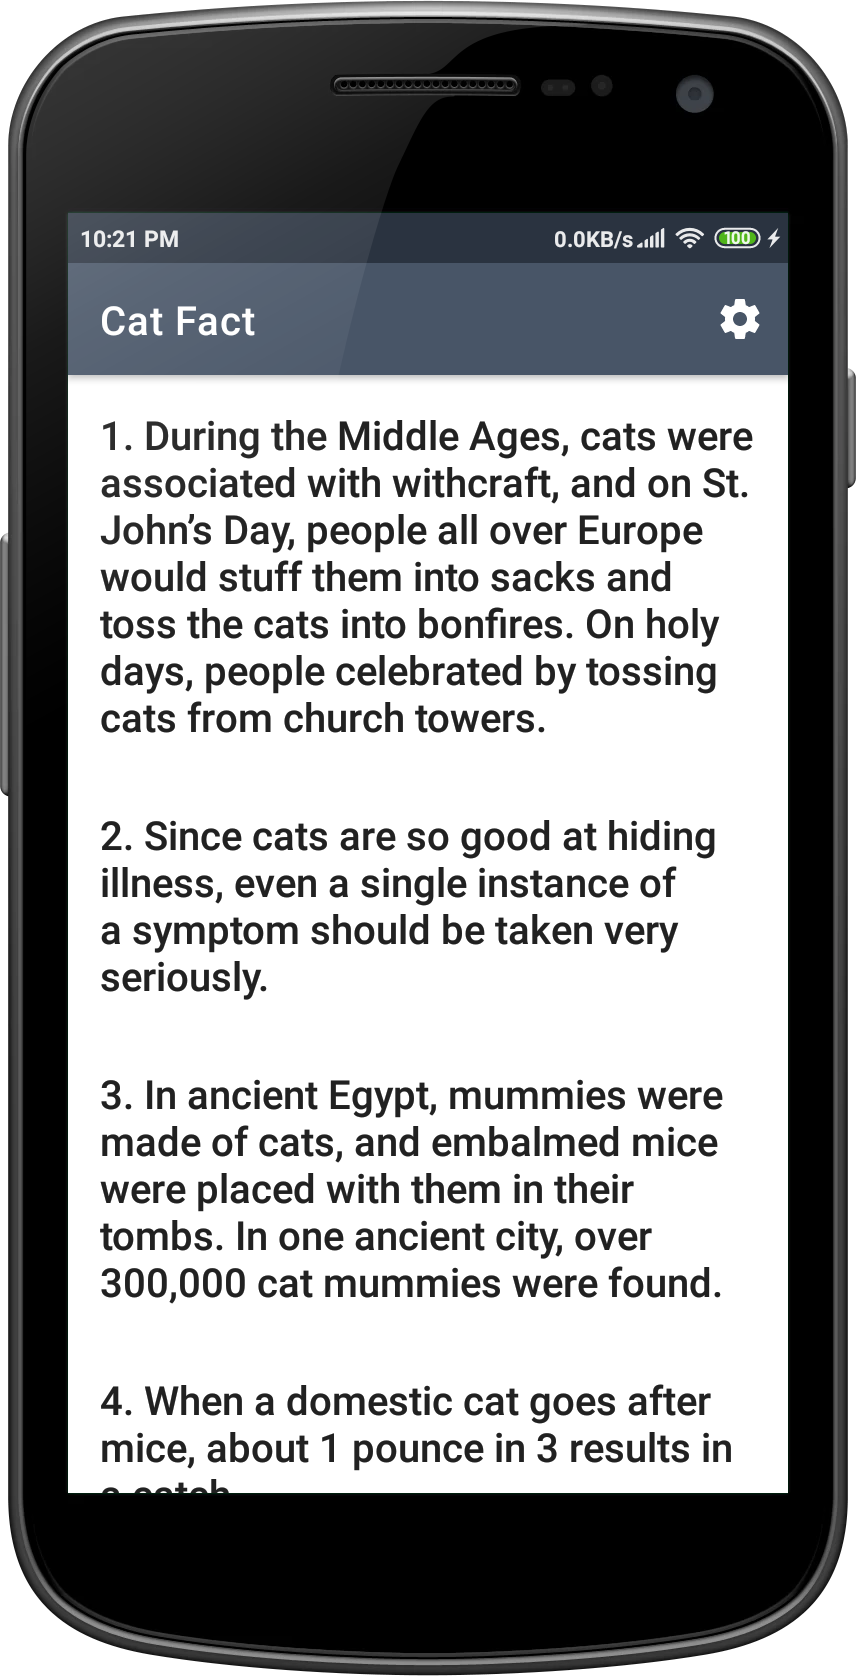 10:21 PM 0.0KB/s 100
Cat Fact
1. During the Middle Ages, cats were
associated with withcraft, and on St.
John’s Day, people all over Europe
would stuff them into sacks and
toss the cats into bonfires. On holy
days, people celebrated by tossing
cats from church towers.
2. Since cats are so good at hiding
illness, even a single instance of
a symptom should be taken very
seriously.
3. In ancient Egypt, mummies were
made of cats, and embalmed mice
were placed with them in their
tombs. In one ancient city, over
300,000 cat mummies were found.
4. When a domestic cat goes after
mice, about 1 pounce in 3 results in